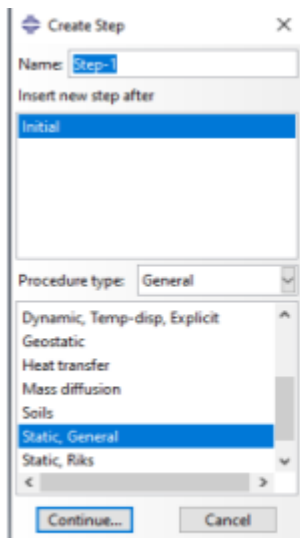 Create Step
Name: Step-1
Insert new step after
Initial
Procedure type: General
Dynamic, Temp-disp, Explicit
Geostatic
Heat transfer
Mass diffusion
Soils
Static, General
Static, Riks
Continue... Cancel